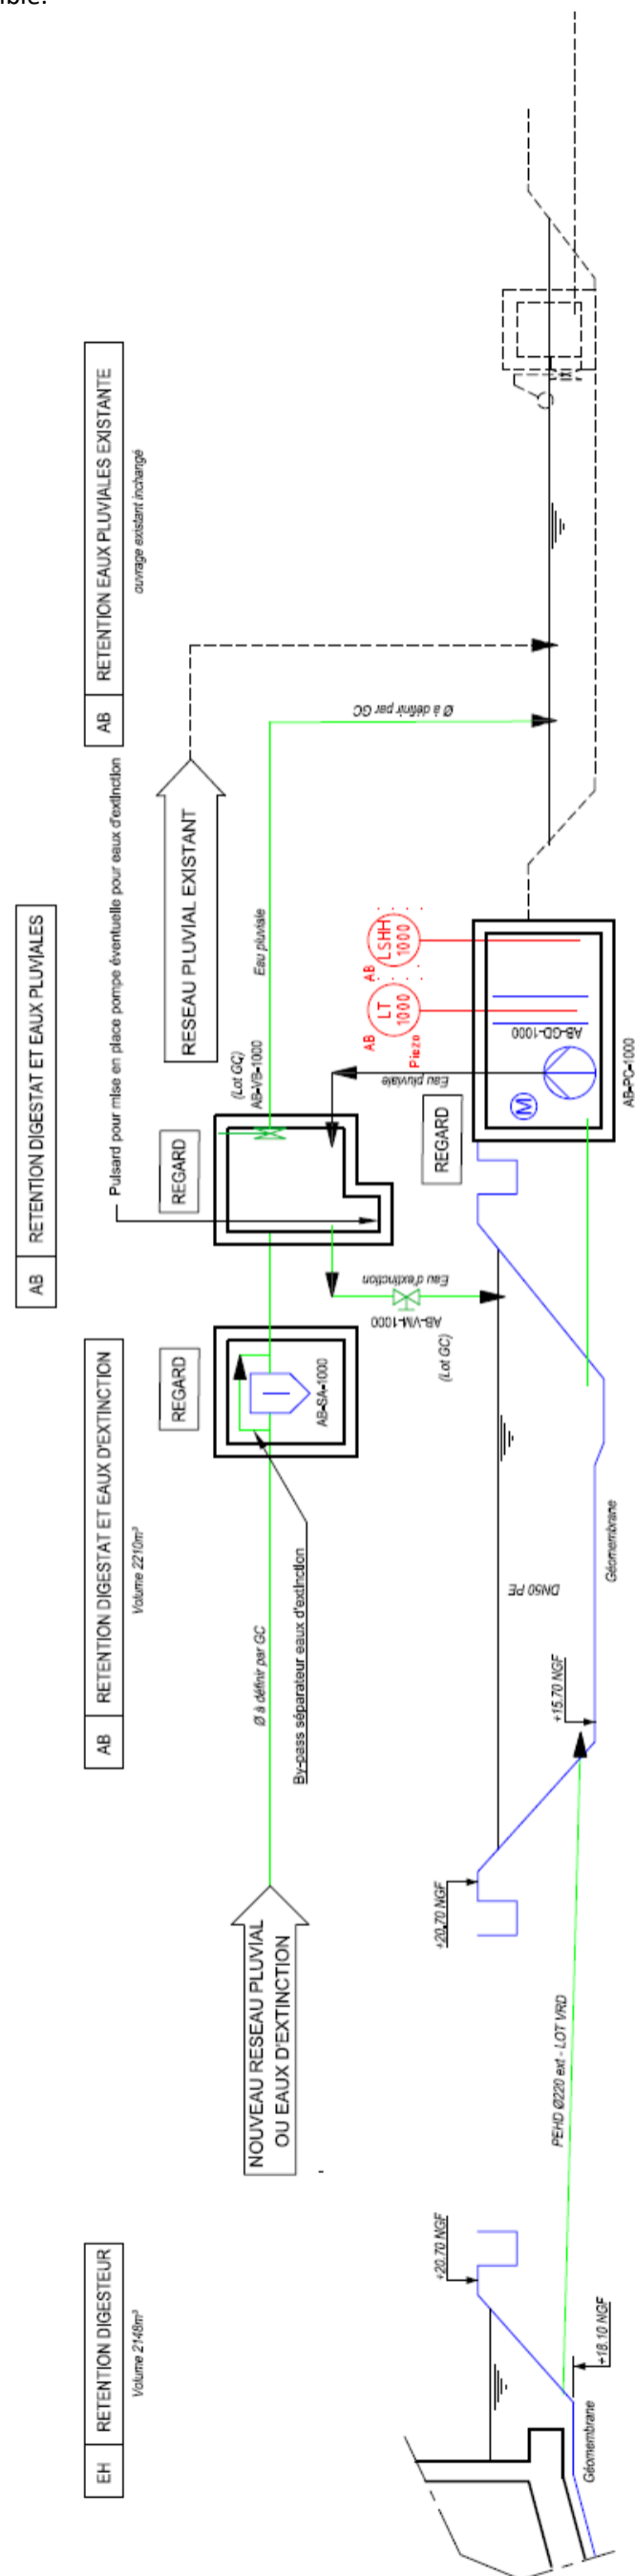 ible.
AB RETENTION DIGESTAT ET EAUX PLUVIALES
EH RETENTION DIGESTEUR
Volume 2148m³
AB RETENTION DIGESTAT ET EAUX D'EXTINCTION
Volume 2210m³
AB RETENTION EAUX PLUVIALES EXISTANTE
ouvrage existant inchangé
Puisard pour mise en place pompe éventuelle pour eaux d'extinction
RESEAU PLUVIAL EXISTANT
NOUVEAU RESEAU PLUVIAL
OU EAUX D'EXTINCTION
Ø à définir par GC
By-pass séparateur eaux d'extinction
REGARD
AB-SA-1000
REGARD
(Lot GC)
AB-VB-1000
Eau pluviale
Ø à définir par GC
Eau d'extinction
AB-VM-1000
(Lot GC)
Eau pluviale
REGARD
Piezo
AB
LT
1000
AB
LSHH
1000
M
AB-GD-1000
AB-PC-1000
+20.70 NGF
+18.10 NGF
Géomembrane
PEHD Ø220 ext - LOT VRD
+20.70 NGF
+15.70 NGF
DN50 PE
Géomembrane